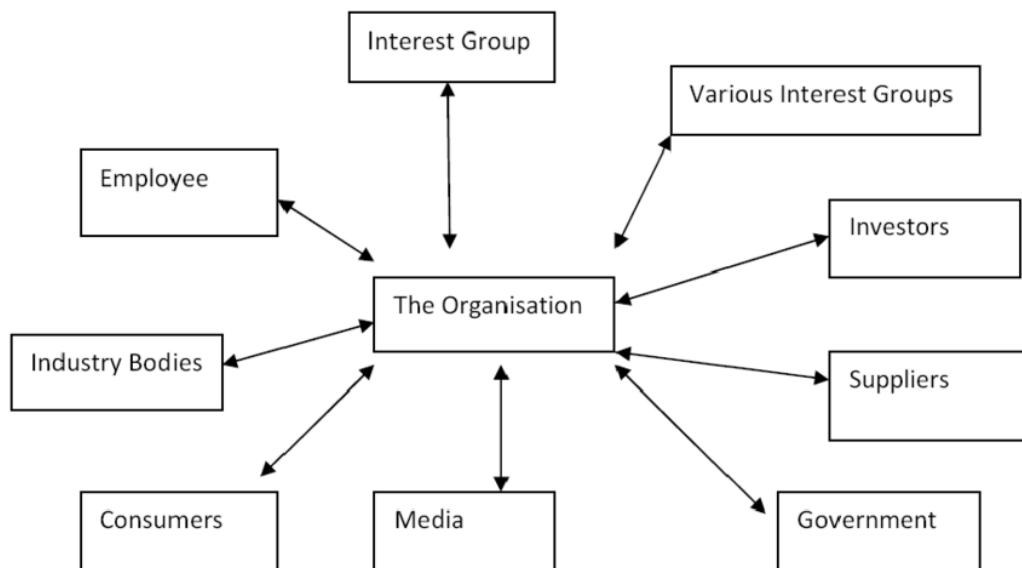 Interest Group
Various Interest Groups
Employee
Investors
The Organisation
Industry Bodies
Suppliers
Consumers
Media
Government